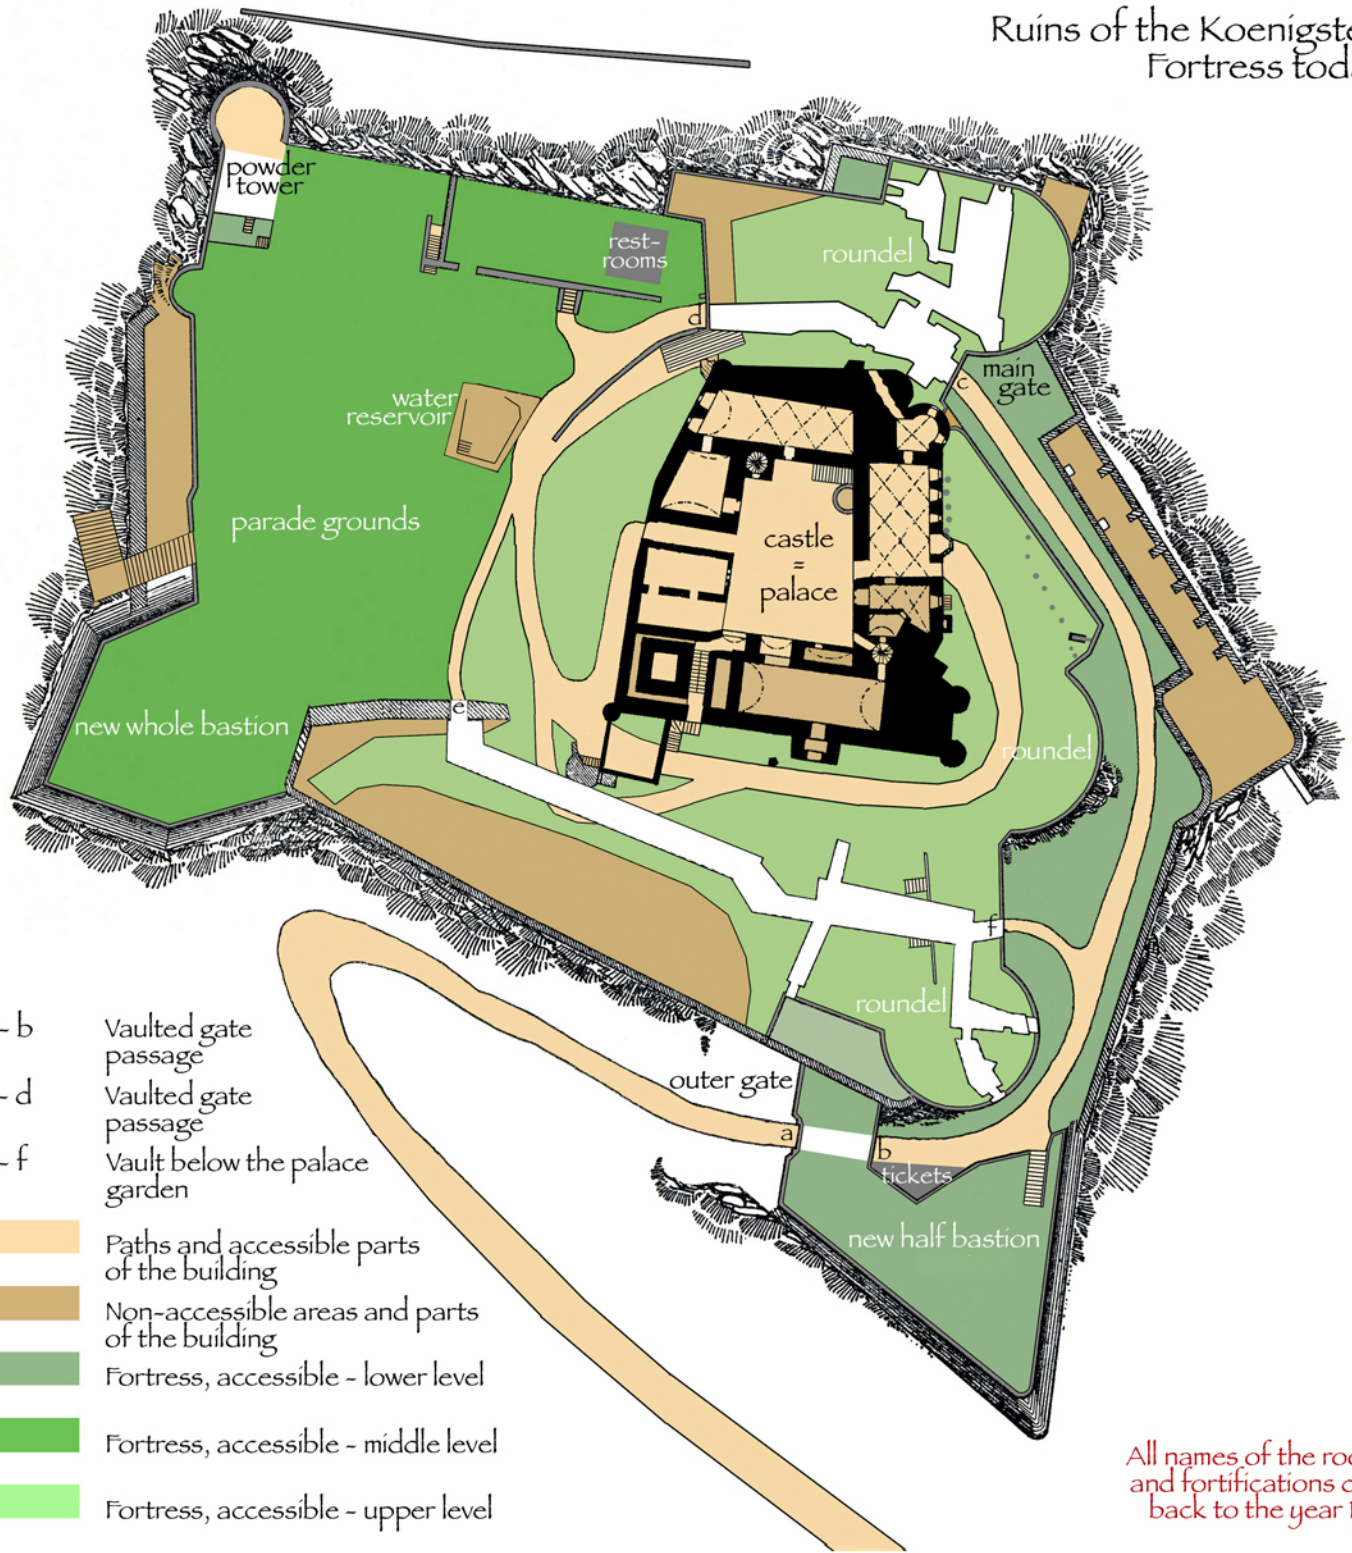 Ruins of the Koenigste
Fortress toda
powder
tower
rest-
rooms
roundel
d
main
gate
c
water
reservoir
parade grounds
castle
=
palace
e
new whole bastion
roundel
f
roundel
outer gate
a
b
tickets
new half bastion
- b Vaulted gate
passage
- d Vaulted gate
passage
- f Vault below the palace
garden
Paths and accessible parts
of the building
Non-accessible areas and parts
of the building
Fortress, accessible - lower level
Fortress, accessible - middle level
Fortress, accessible - upper level
All names of the roo
and fortifications
back to the year